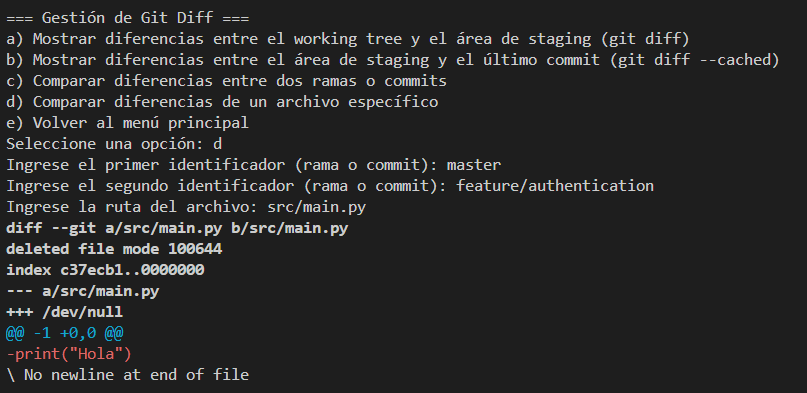 === Gestión de Git Diff ===
a) Mostrar diferencias entre el working tree y el área de staging (git diff)
b) Mostrar diferencias entre el área de staging y el último commit (git diff --cached)
c) Comparar diferencias entre dos ramas o commits
d) Comparar diferencias de un archivo específico
e) Volver al menú principal
Seleccione una opción: d
Ingrese el primer identificador (rama o commit): master
Ingrese el segundo identificador (rama o commit): feature/authentication
Ingrese la ruta del archivo: src/main.py
diff --git a/src/main.py b/src/main.py
deleted file mode 100644
index c37ecb1..0000000
--- a/src/main.py
+++ /dev/null
@@ -1 +0,0 @@
-print("Hola")
\ No newline at end of file